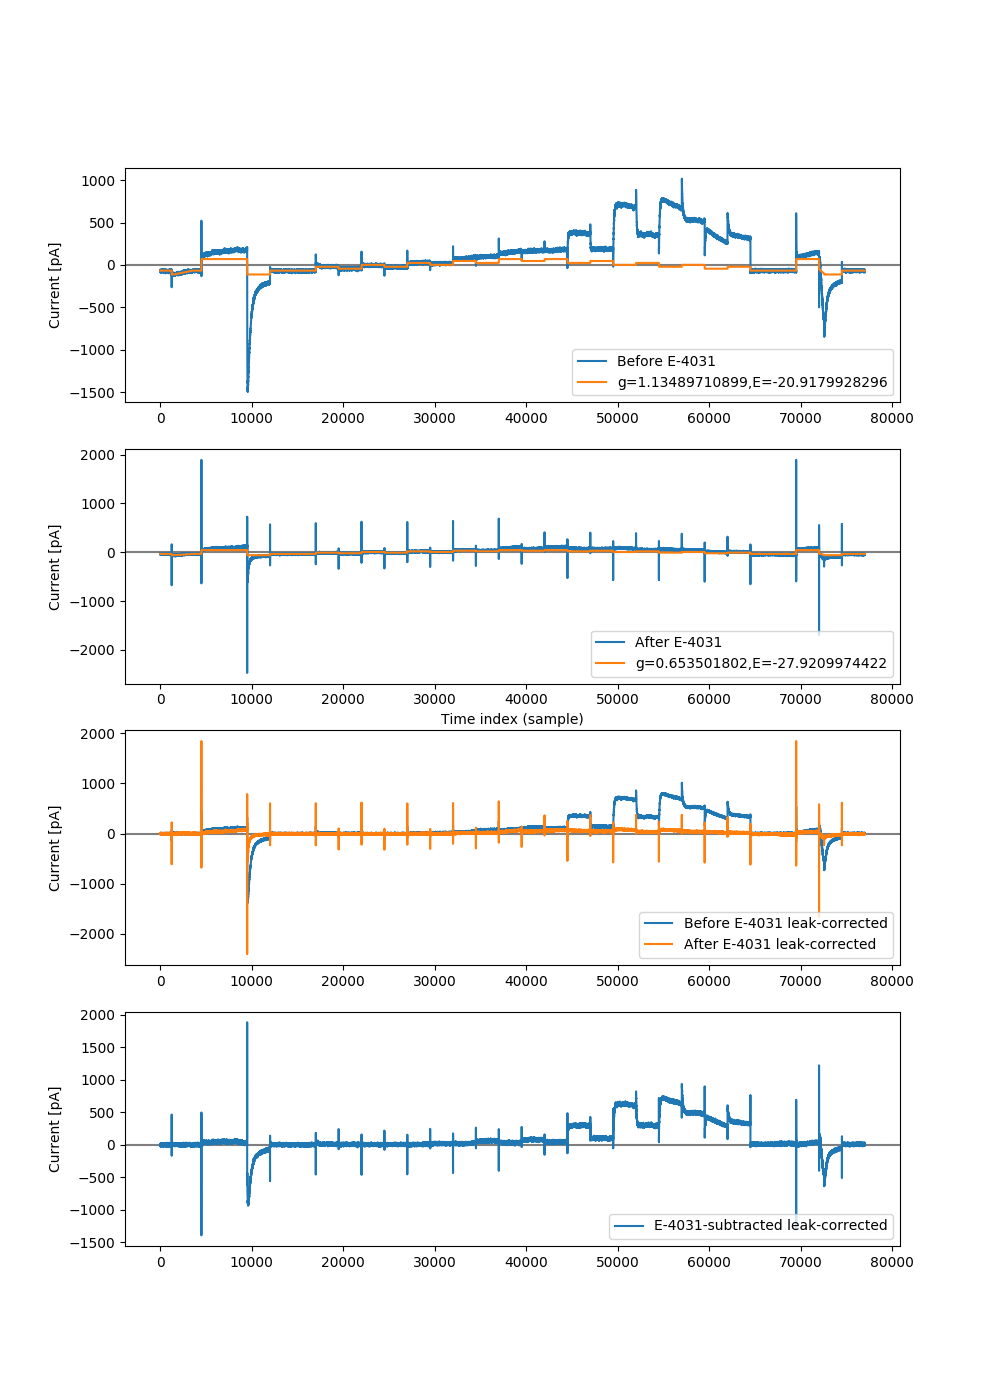 1000
500
0
−500
−1000
−1500
Current [pA]
Before E-4031
g=1.13489710899,E=-20.9179928296
0 10000 20000 30000 40000 50000 60000 70000 80000
2000
1000
0
−1000
−2000
Current [pA]
After E-4031
g=0.653501802,E=-27.9209974422
0 10000 20000 30000 40000 50000 60000 70000 80000
Time index (sample)
2000
1000
0
−1000
−2000
Current [pA]
Before E-4031 leak-corrected
After E-4031 leak-corrected
0 10000 20000 30000 40000 50000 60000 70000 80000
2000
1500
1000
500
0
−500
−1000
−1500
Current [pA]
E-4031-subtracted leak-corrected
0 10000 20000 30000 40000 50000 60000 70000 80000